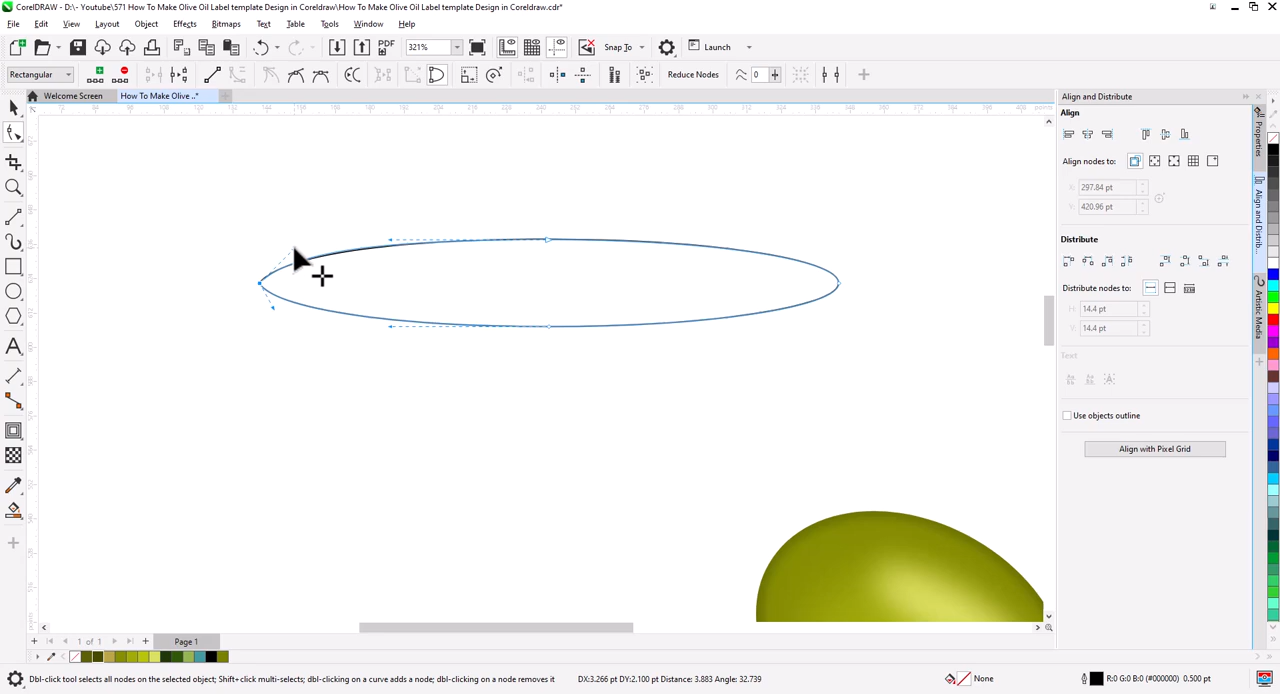 CorelDRAW - D:\- Youtube\571 How To Make Olive Oil Label template Design in Coreldraw\How To Make Olive Oil Label template Design in Coreldraw.cdr*
File Edit View Layout Object Effects Bitmaps Text Table Tools Window Help
PDF 321% Snap To Launch
Rectangular Reduce Nodes 0
Welcome Screen How To Make Olive ..*
Align and Distribute
Align
Align nodes to:
X: 297.84 pt
Y: 420.96 pt
Distribute
Distribute nodes to:
H: 14.4 pt
V: 14.4 pt
Text
Use objects outline
Align with Pixel Grid
Properties
Align and Distrib...
Artistic Media
1 of 1 Page 1
Dbl-click tool selects all nodes on the selected object; Shift+click multi-selects; dbl-clicking on a curve adds a node; dbl-clicking on a node removes it DX:3.266 pt DY:2.100 pt Distance: 3.883 Angle: 32.739 None R:0 G:0 B:0 (#000000) 0.500 pt